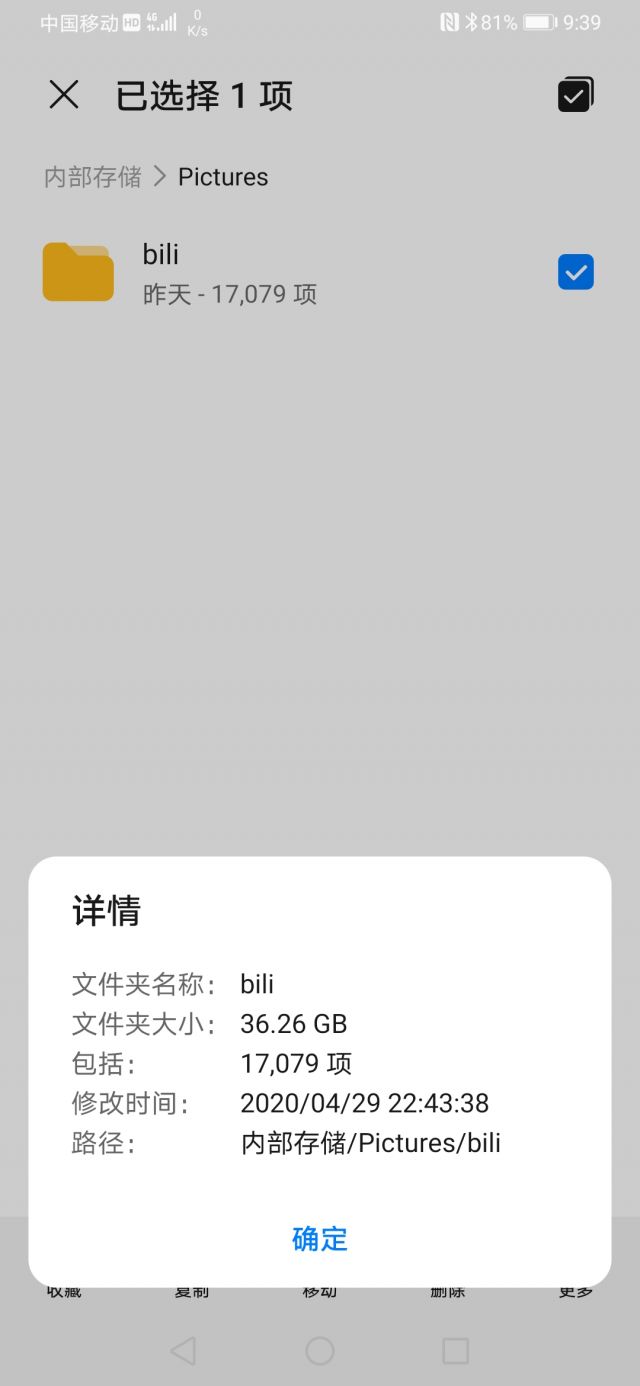 中国移动 HD 4G 0 K/s 81% 9:39
已选择 1 项
内部存储 > Pictures
bili
昨天 - 17,079 项
详情
文件夹名称： bili
文件夹大小： 36.26 GB
包括： 17,079 项
修改时间： 2020/04/29 22:43:38
路径： 内部存储/Pictures/bili
确定
收藏 复制 移动 删除 更多